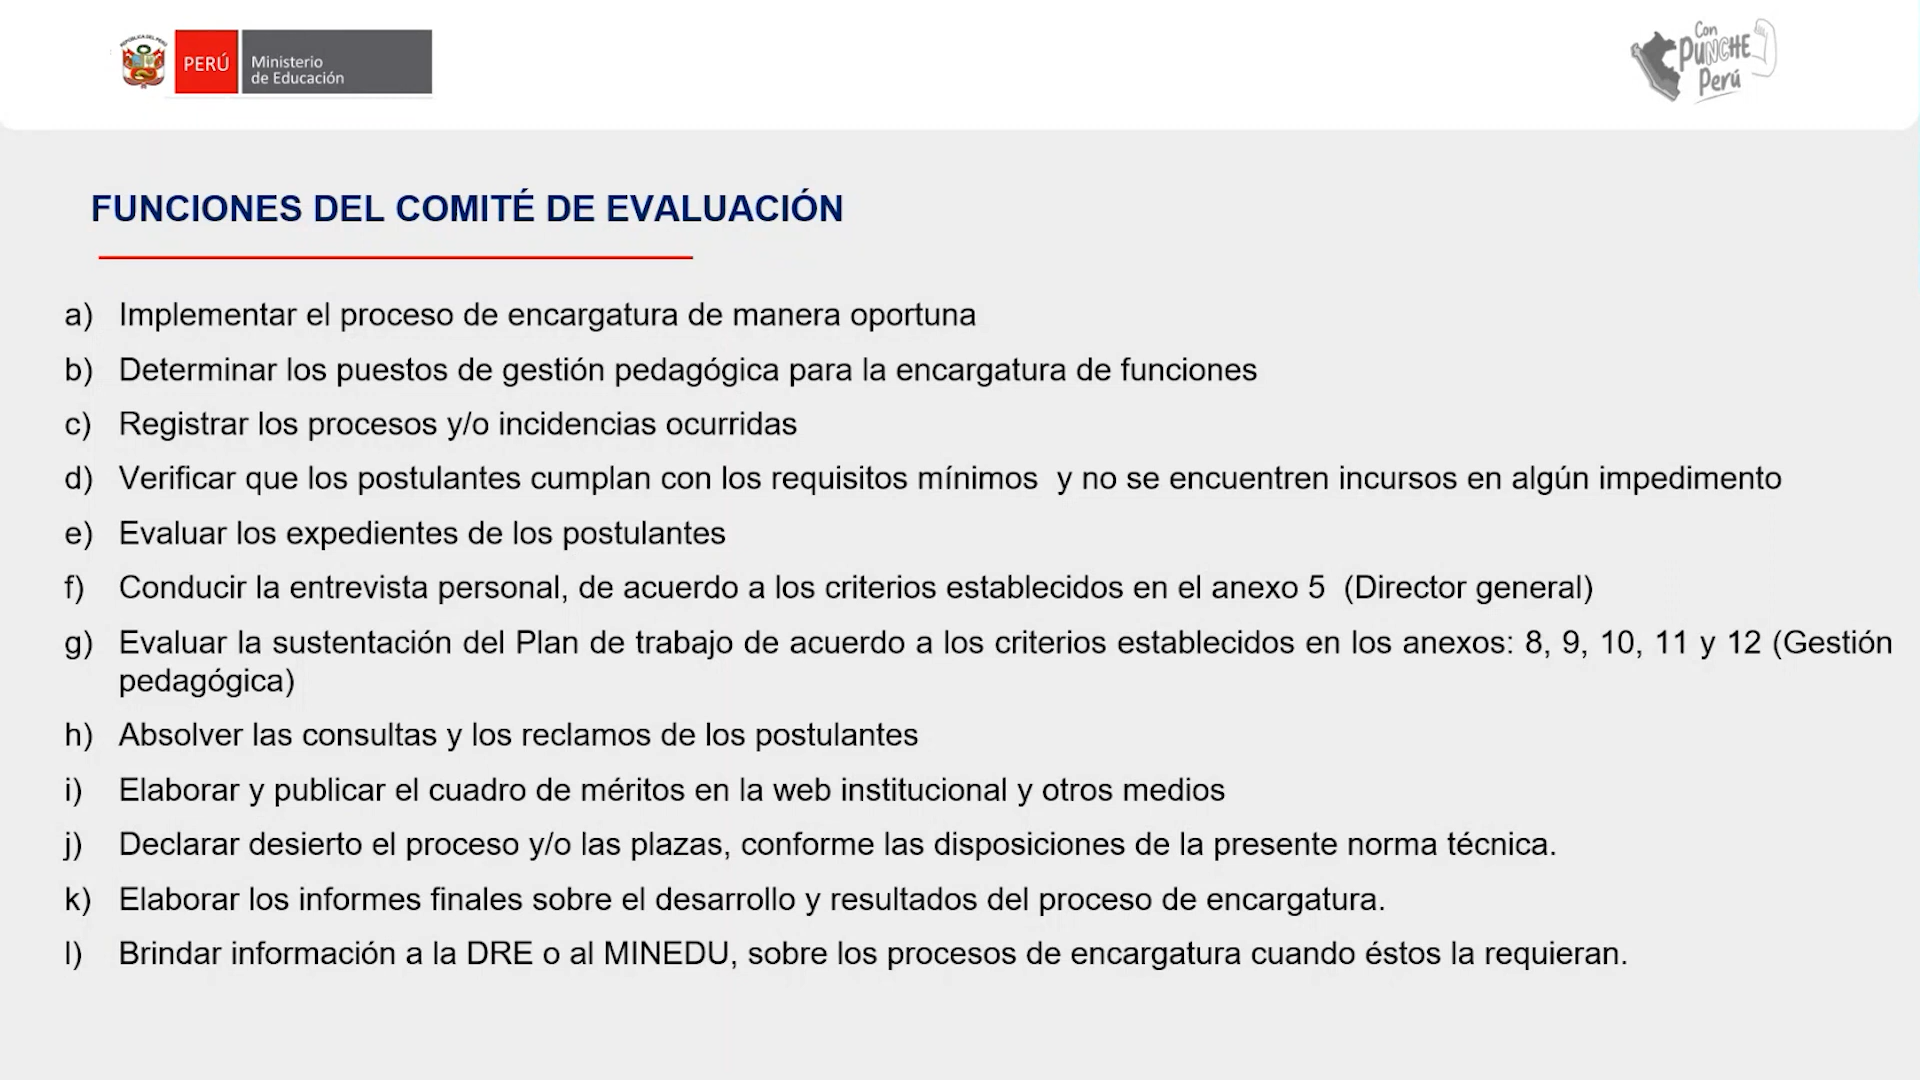 REPÚBLICA DEL PERÚ
PERÚ
Ministerio
de Educación
Con
PUNCHE
Perú
FUNCIONES DEL COMITÉ DE EVALUACIÓN
a) Implementar el proceso de encargatura de manera oportuna
b) Determinar los puestos de gestión pedagógica para la encargatura de funciones
c) Registrar los procesos y/o incidencias ocurridas
d) Verificar que los postulantes cumplan con los requisitos mínimos y no se encuentren incursos en algún impedimento
e) Evaluar los expedientes de los postulantes
f) Conducir la entrevista personal, de acuerdo a los criterios establecidos en el anexo 5 (Director general)
g) Evaluar la sustentación del Plan de trabajo de acuerdo a los criterios establecidos en los anexos: 8, 9, 10, 11 y 12 (Gestión
pedagógica)
h) Absolver las consultas y los reclamos de los postulantes
i) Elaborar y publicar el cuadro de méritos en la web institucional y otros medios
j) Declarar desierto el proceso y/o las plazas, conforme las disposiciones de la presente norma técnica.
k) Elaborar los informes finales sobre el desarrollo y resultados del proceso de encargatura.
l) Brindar información a la DRE o al MINEDU, sobre los procesos de encargatura cuando éstos la requieran.